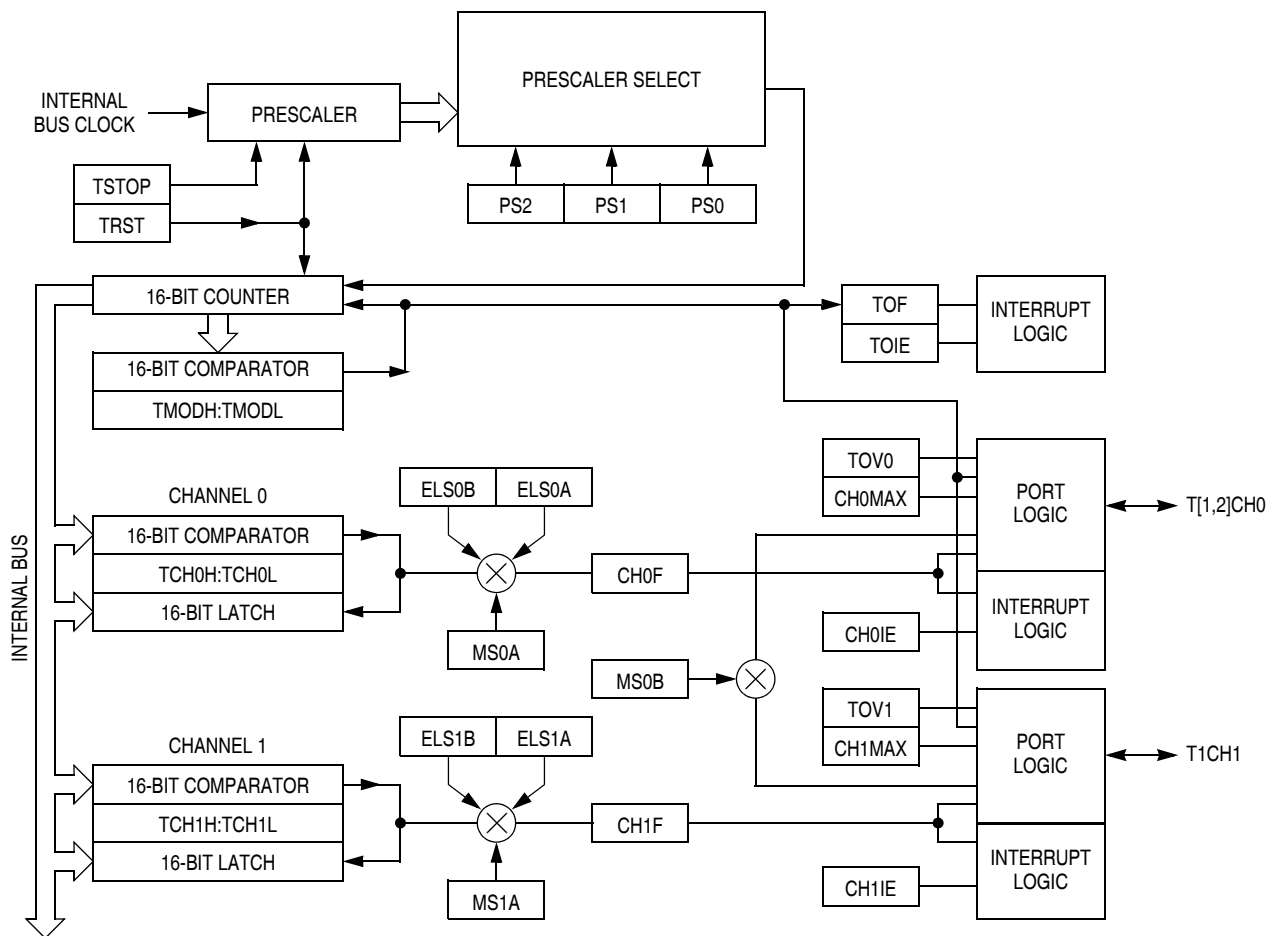 PRESCALER SELECT
INTERNAL
BUS CLOCK
PRESCALER
TSTOP
TRST
PS2
PS1
PS0
16-BIT COUNTER
TOF
TOIE
INTERRUPT
LOGIC
16-BIT COMPARATOR
TMODH:TMODL
TOV0
CH0MAX
PORT
LOGIC
T[1,2]CH0
CHANNEL 0
ELS0B
ELS0A
16-BIT COMPARATOR
TCH0H:TCH0L
16-BIT LATCH
CH0F
MS0A
CH0IE
INTERRUPT
LOGIC
INTERNAL BUS
MS0B
TOV1
CH1MAX
PORT
LOGIC
T1CH1
CHANNEL 1
ELS1B
ELS1A
16-BIT COMPARATOR
TCH1H:TCH1L
16-BIT LATCH
CH1F
MS1A
CH1IE
INTERRUPT
LOGIC